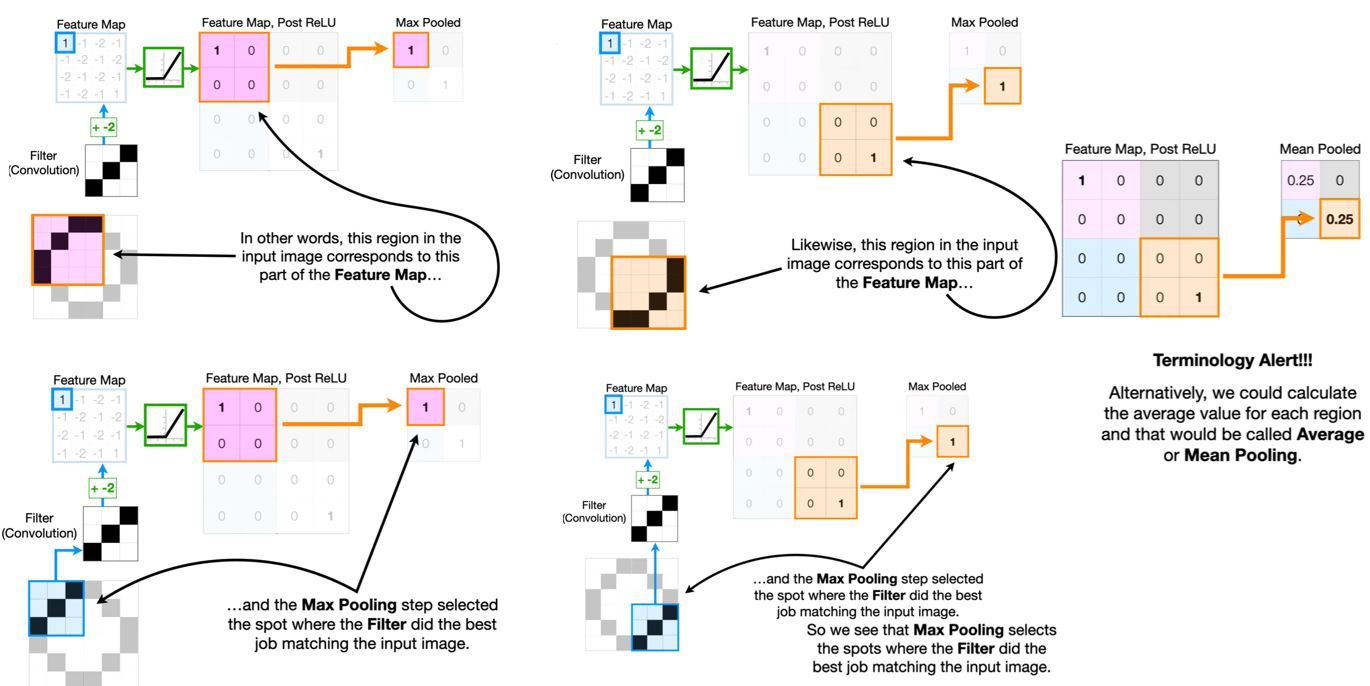 Feature Map
Feature Map, Post ReLU
Max Pooled
1 -1 -2 -1
-1 -2 -1 -2
-2 -1 -2 -1
-1 -2 -1 1
1 0 0 0
0 0 0 0
0 0 0 0
0 0 0 1
1 0
0 1
+ -2
Filter
(Convolution)
In other words, this region in the
input image corresponds to this
part of the Feature Map…
Feature Map
Feature Map, Post ReLU
Max Pooled
1 -1 -2 -1
-1 -2 -1 -2
-2 -1 -2 -1
-1 -2 -1 1
1 0 0 0
0 0 0 0
0 0 0 0
0 0 0 1
1 0
1
+ -2
Filter
(Convolution)
Likewise, this region in the input
image corresponds to this part of
the Feature Map…
Feature Map, Post ReLU
Mean Pooled
1 0 0 0
0 0 0 0
0 0 0 0
0 0 0 1
0.25 0
0 0.25
Terminology Alert!!!
Alternatively, we could calculate
the average value for each region
and that would be called Average
or Mean Pooling.
Feature Map
Feature Map, Post ReLU
Max Pooled
1 -1 -2 -1
-1 -2 -1 -2
-2 -1 -2 -1
-1 -2 -1 1
1 0 0 0
0 0 0 0
0 0 0 0
0 0 0 1
1 0
0 1
+ -2
Filter
(Convolution)
…and the Max Pooling step selected
the spot where the Filter did the best
job matching the input image.
Feature Map
Feature Map, Post ReLU
Max Pooled
1 -1 -2 -1
-1 -2 -1 -2
-2 -1 -2 -1
-1 -2 -1 1
1 0 0 0
0 0 0 0
0 0 0 0
0 0 0 1
1 0
1
+ -2
Filter
(Convolution)
…and the Max Pooling step selected
the spot where the Filter did the best
job matching the input image.
So we see that Max Pooling selects
the spots where the Filter did the
best job matching the input image.